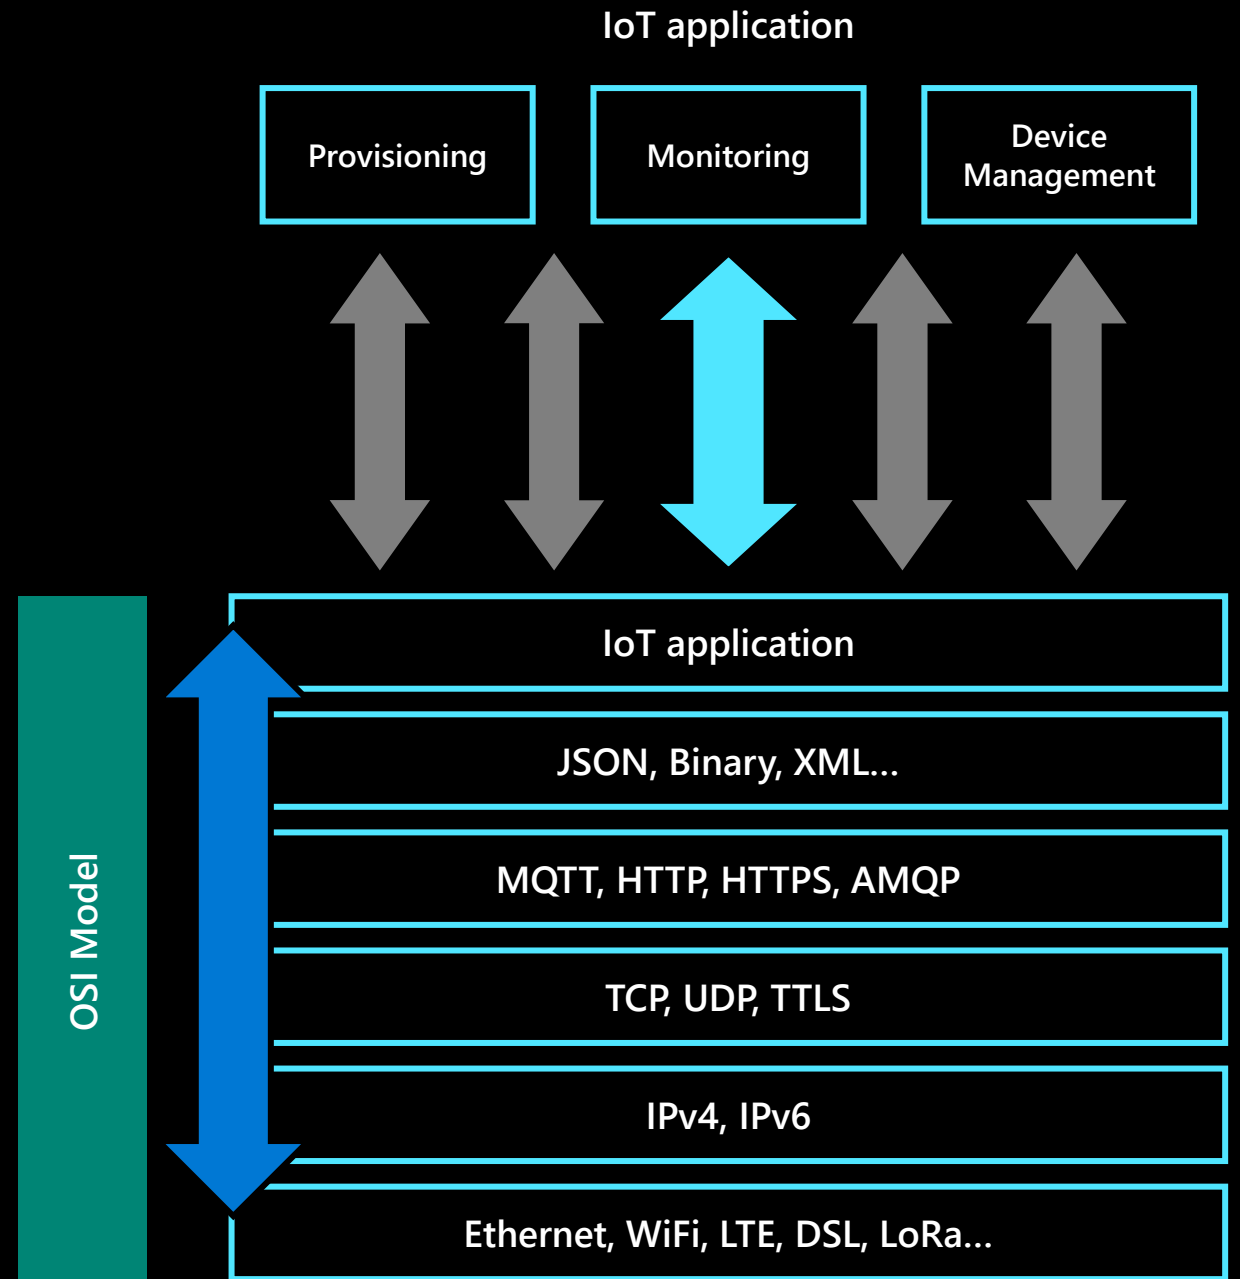 IoT application
Provisioning
Monitoring
Device
Management
IoT application
JSON, Binary, XML...
MQTT, HTTP, HTTPS, AMQP
TCP, UDP, TTLS
IPv4, IPv6
Ethernet, WiFi, LTE, DSL, LoRa...
OSI Model